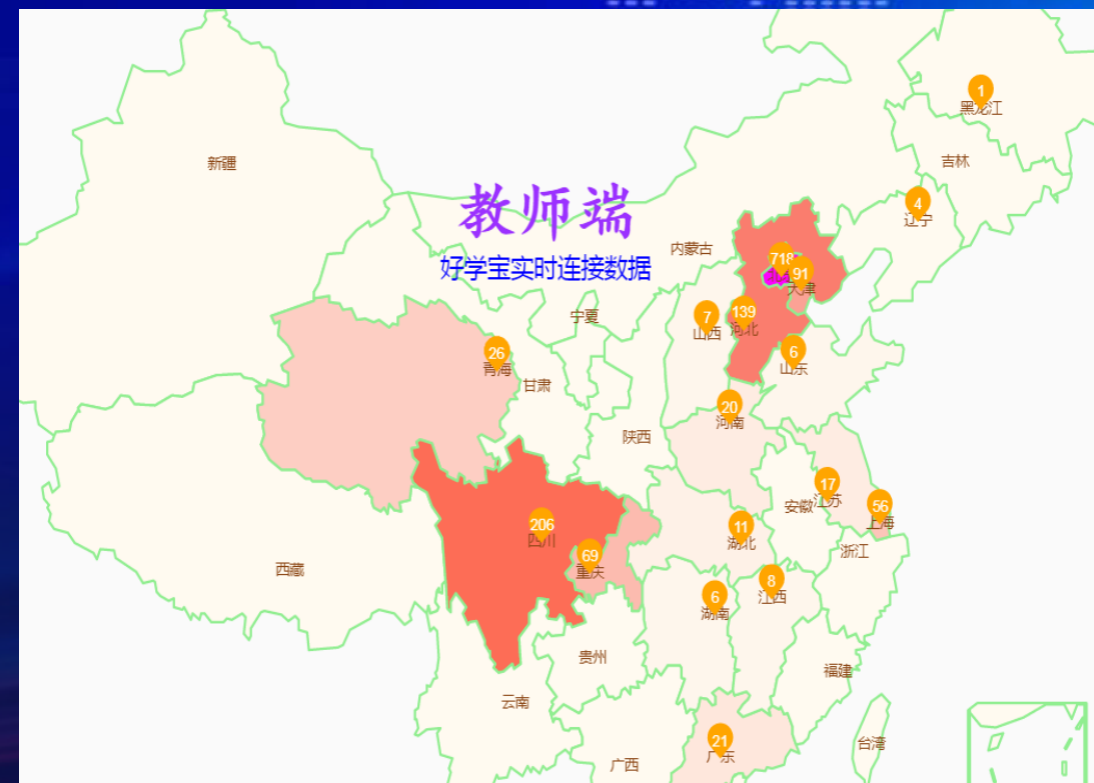 1
黑龙江
新疆
吉林
教师端
4
辽宁
内蒙古
718
好学宝实时连接数据
91
天津
宁夏
7
山西
139
河北
26
青海
6
山东
甘肃
20
河南
陕西
17
江苏
安徽
56
上海
206
四川
11
湖北
浙江
69
重庆
西藏
8
江西
6
湖南
贵州
福建
云南
21
广东
台湾
广西